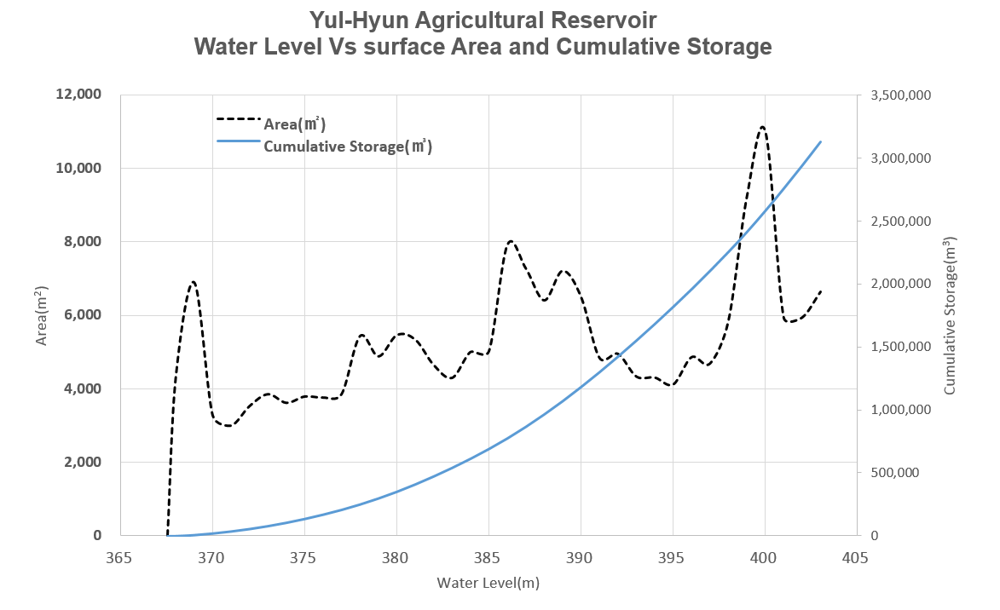 Yul-Hyun Agricultural Reservoir
Water Level Vs surface Area and Cumulative Storage
12,000
10,000
8,000
6,000
4,000
2,000
0
Area(m²)
Area(㎡)
Cumulative Storage(㎥)
3,500,000
3,000,000
2,500,000
2,000,000
1,500,000
1,000,000
500,000
0
Cumulative Storage(m³)
365 370 375 380 385 390 395 400 405
Water Level(m)